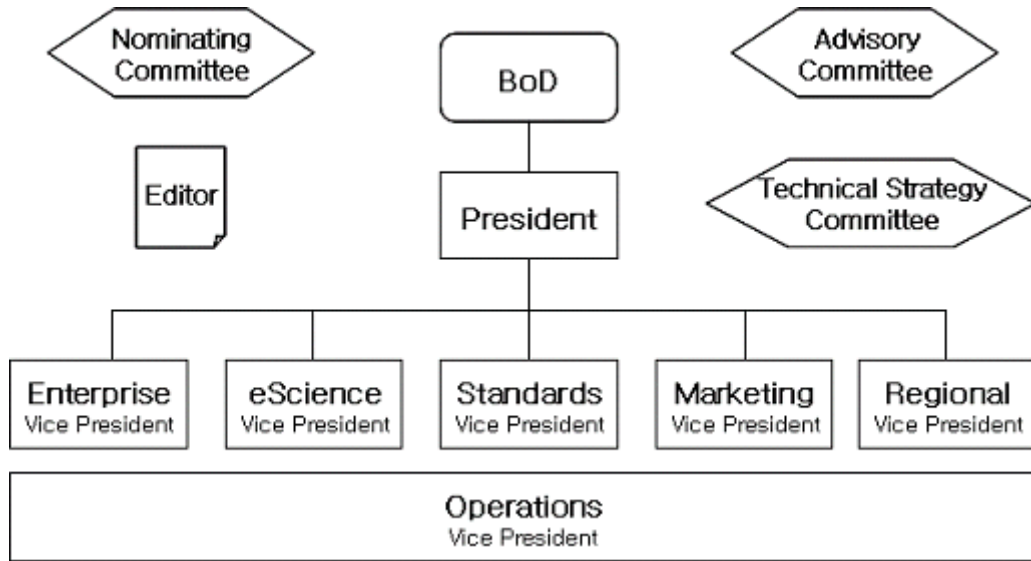 Nominating
Committee
BoD
Advisory
Committee
Editor
President
Technical Strategy
Committee
Enterprise
Vice President
eScience
Vice President
Standards
Vice President
Marketing
Vice President
Regional
Vice President
Operations
Vice President